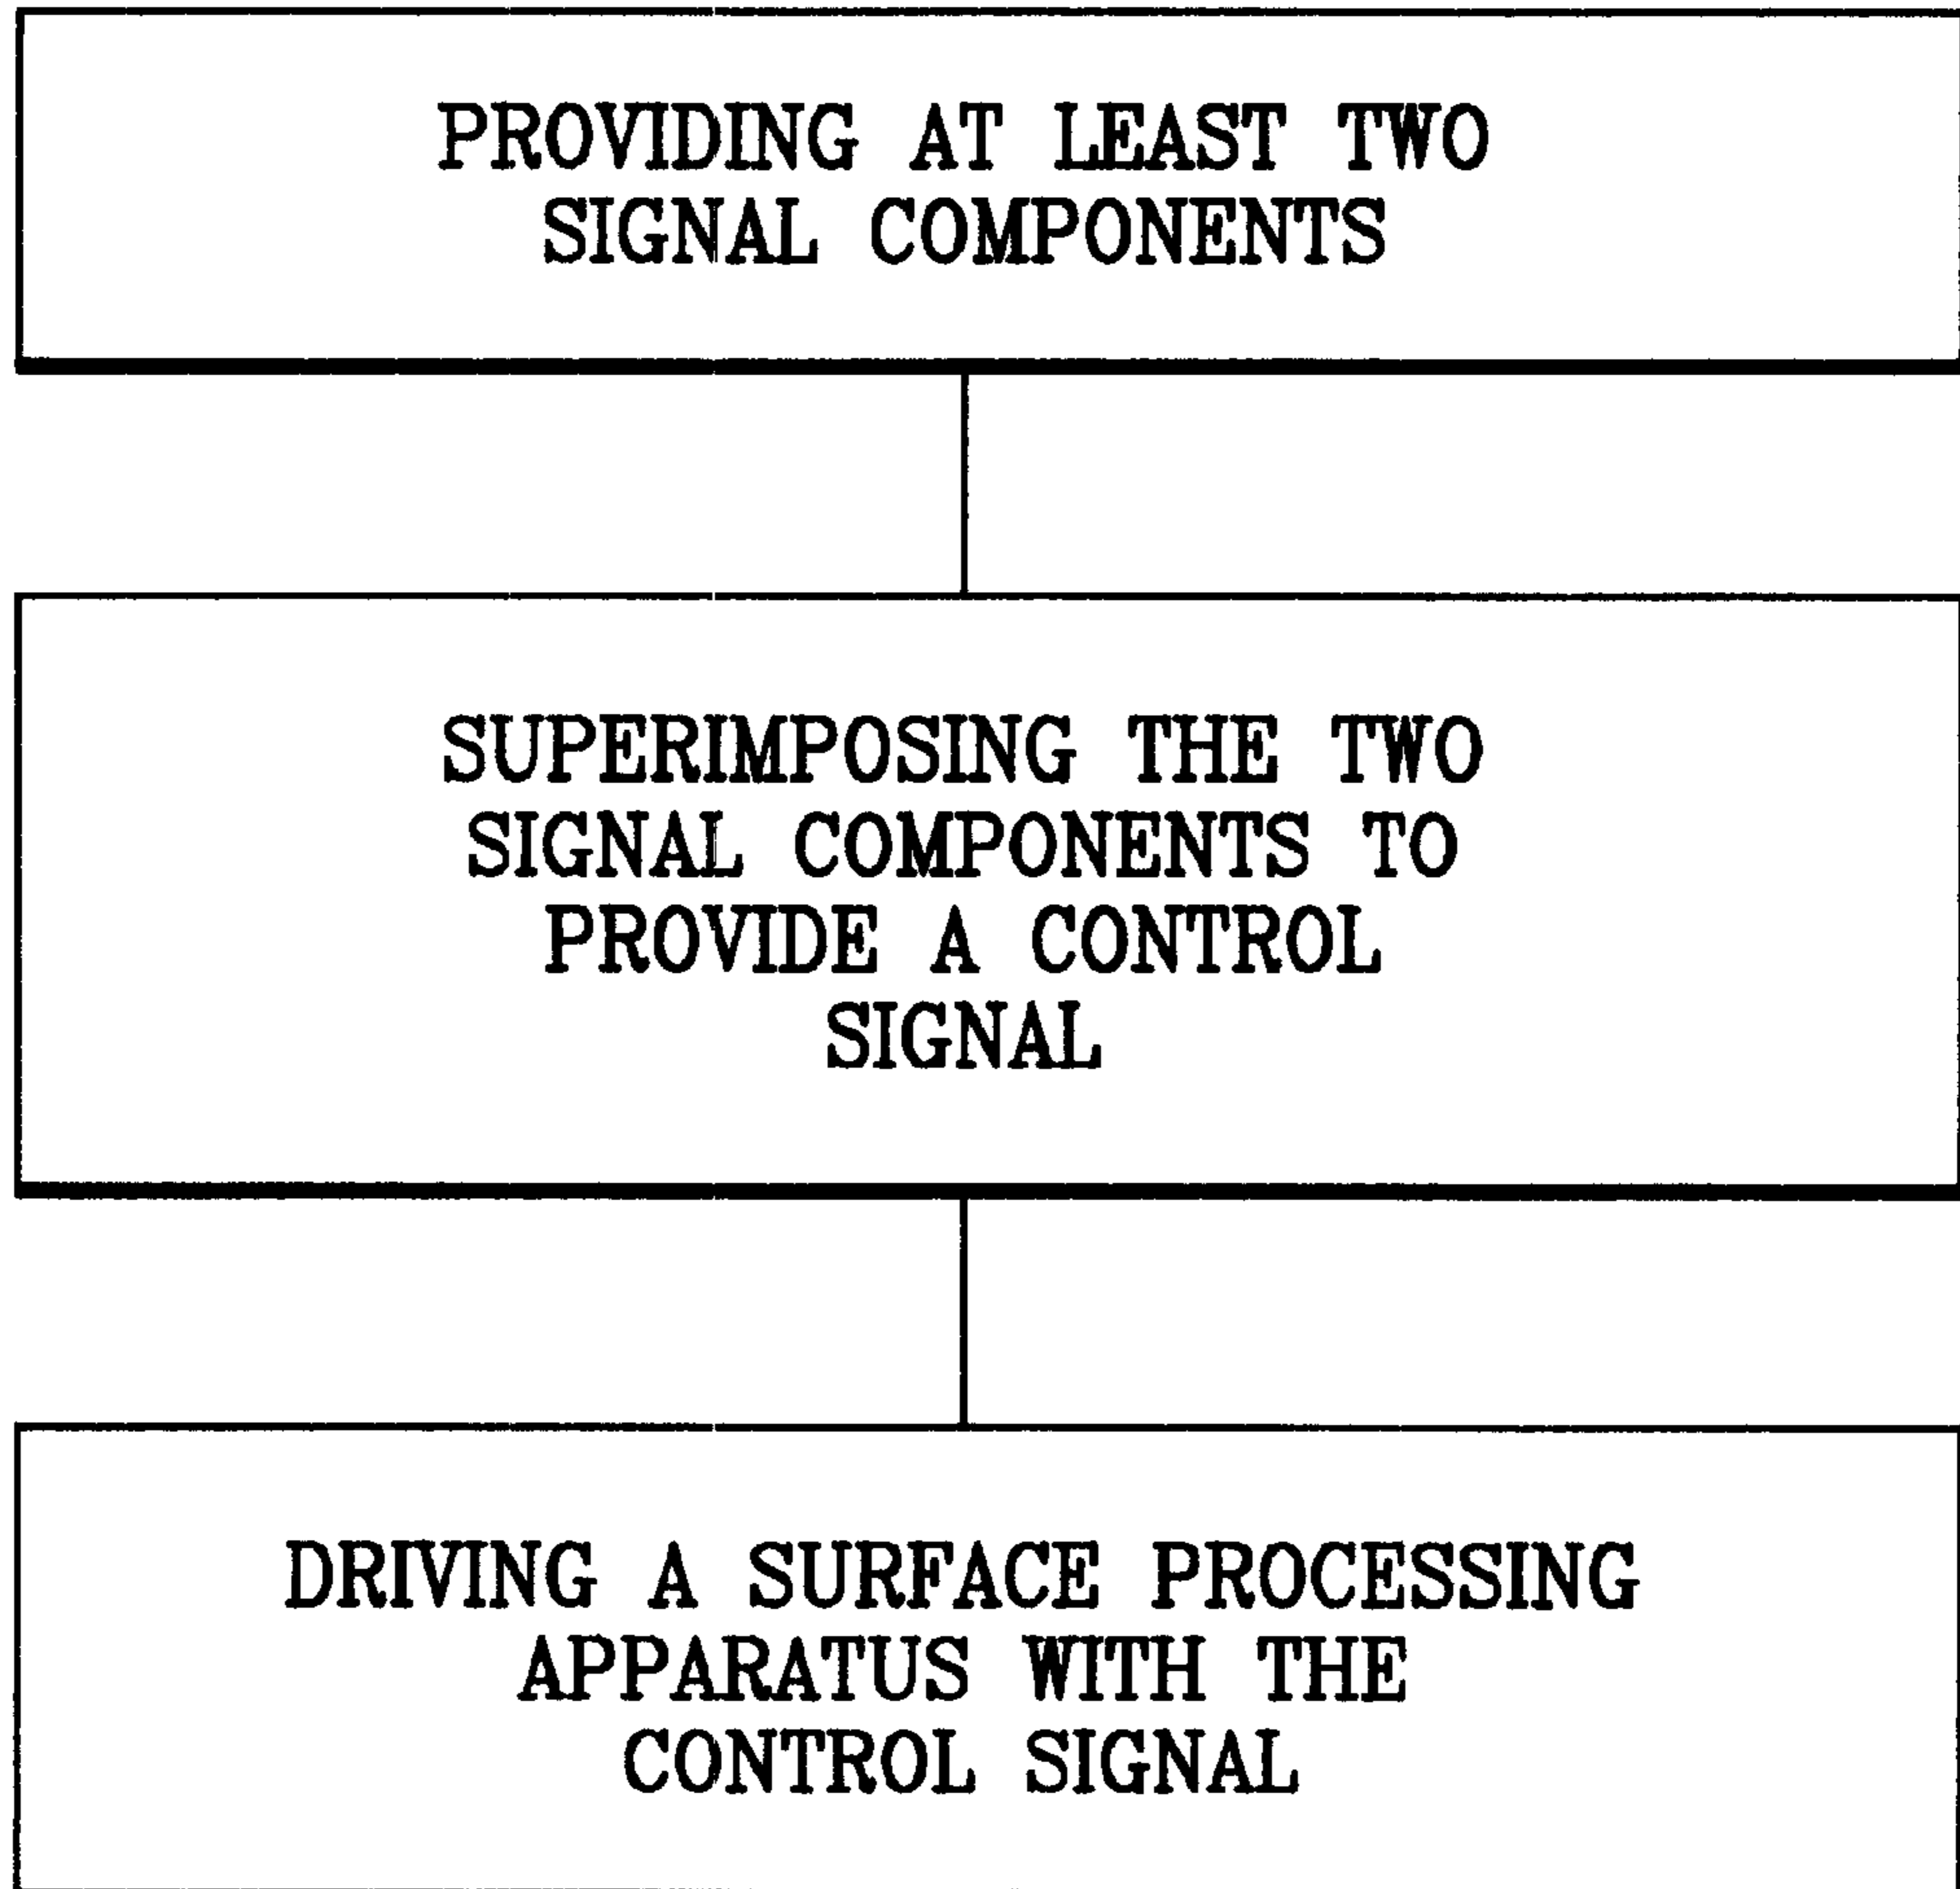 PROVIDING AT LEAST TWO
SIGNAL COMPONENTS
SUPERIMPOSING THE TWO
SIGNAL COMPONENTS TO
PROVIDE A CONTROL
SIGNAL
DRIVING A SURFACE PROCESSING
APPARATUS WITH THE
CONTROL SIGNAL